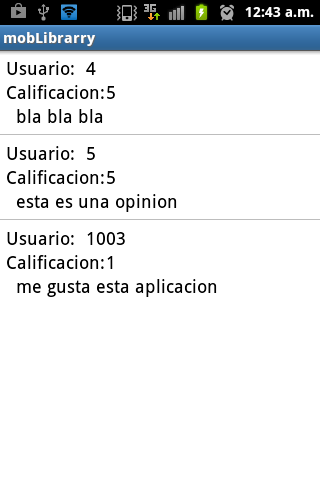 3G
12:43 a.m.
mobLibrarry
Usuario: 4
Calificacion:5
bla bla bla
Usuario: 5
Calificacion:5
esta es una opinion
Usuario: 1003
Calificacion:1
me gusta esta aplicacion